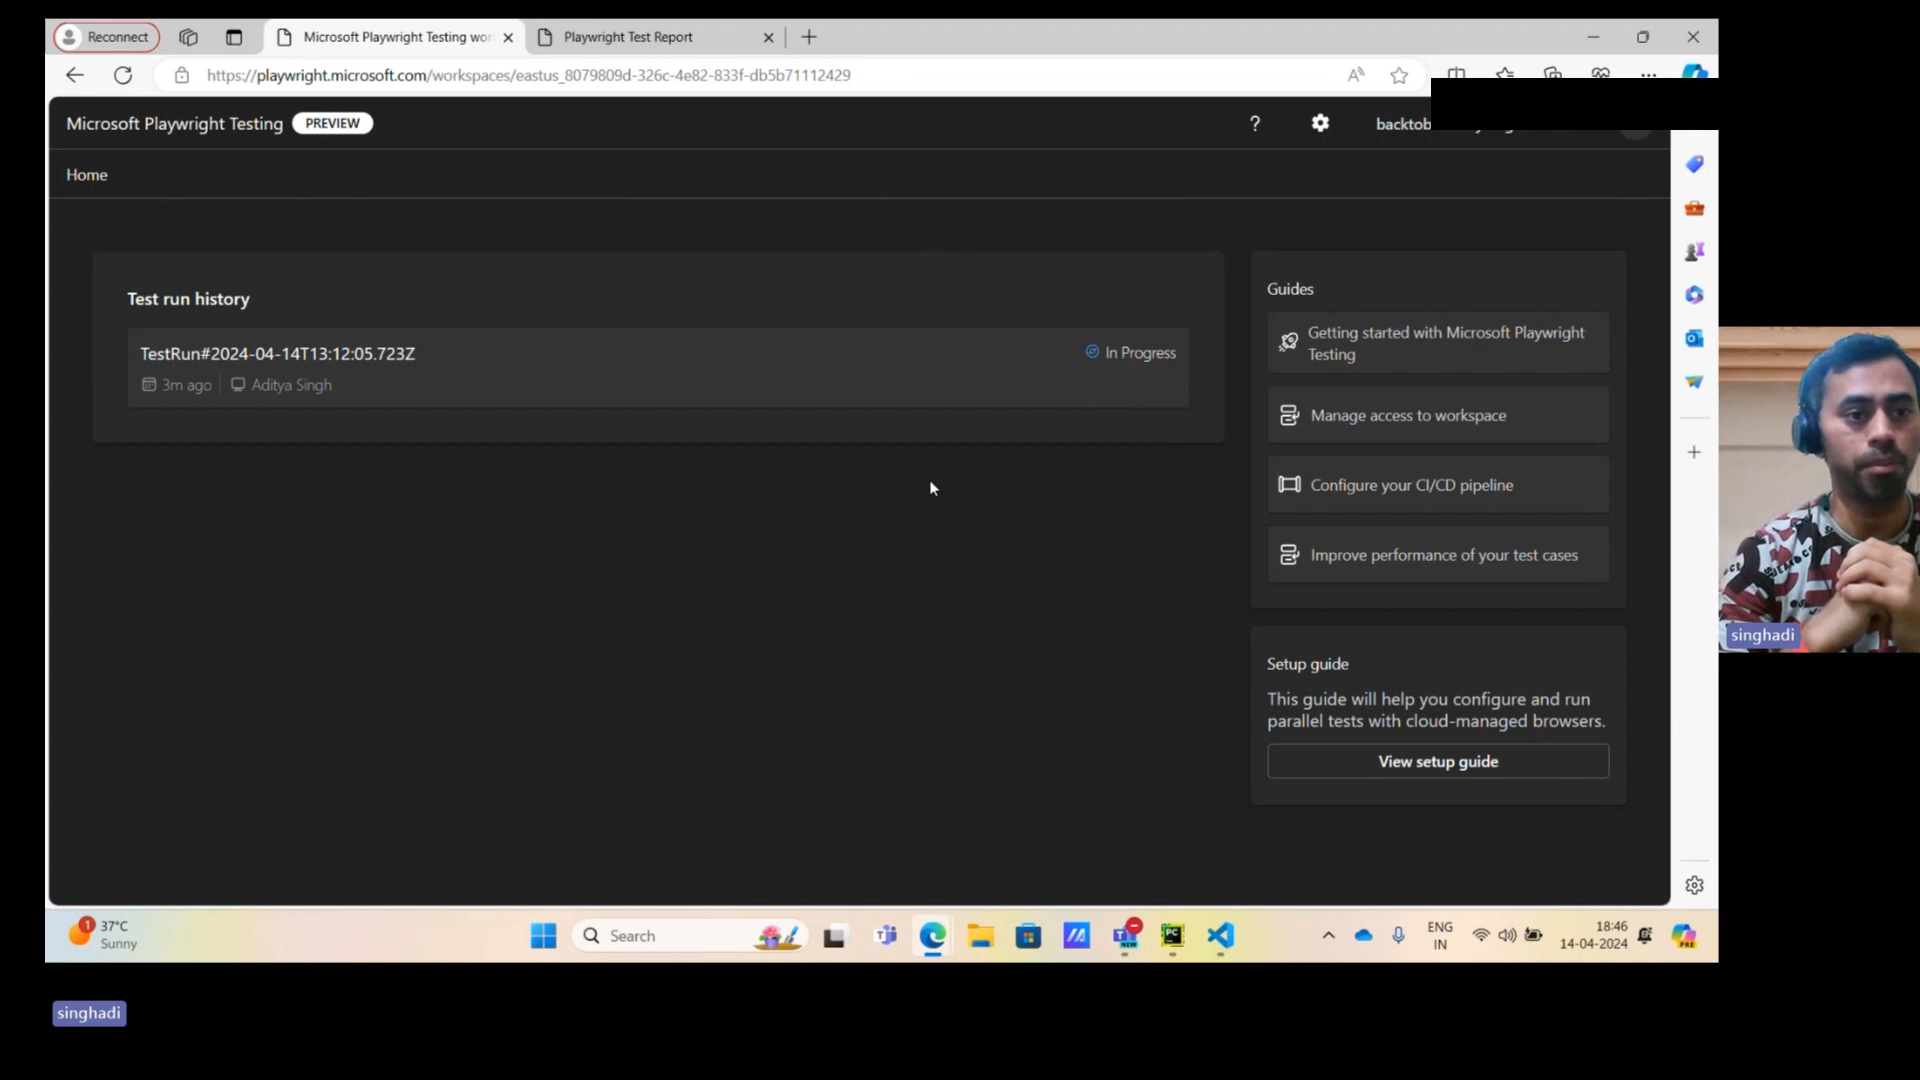 Reconnect
Microsoft Playwright Testing wor
Playwright Test Report
https://playwright.microsoft.com/workspaces/eastus_8079809d-326c-4e82-833f-db5b71112429
Microsoft Playwright Testing PREVIEW
?
backtob
Home
Test run history
TestRun#2024-04-14T13:12:05.723Z
In Progress
3m ago
Aditya Singh
Guides
Getting started with Microsoft Playwright
Testing
Manage access to workspace
Configure your CI/CD pipeline
Improve performance of your test cases
Setup guide
This guide will help you configure and run
parallel tests with cloud-managed browsers.
View setup guide
singhadi
1
37°C
Sunny
Search
NEW
PC
ENG
IN
18:46
14-04-2024
PRE
singhadi